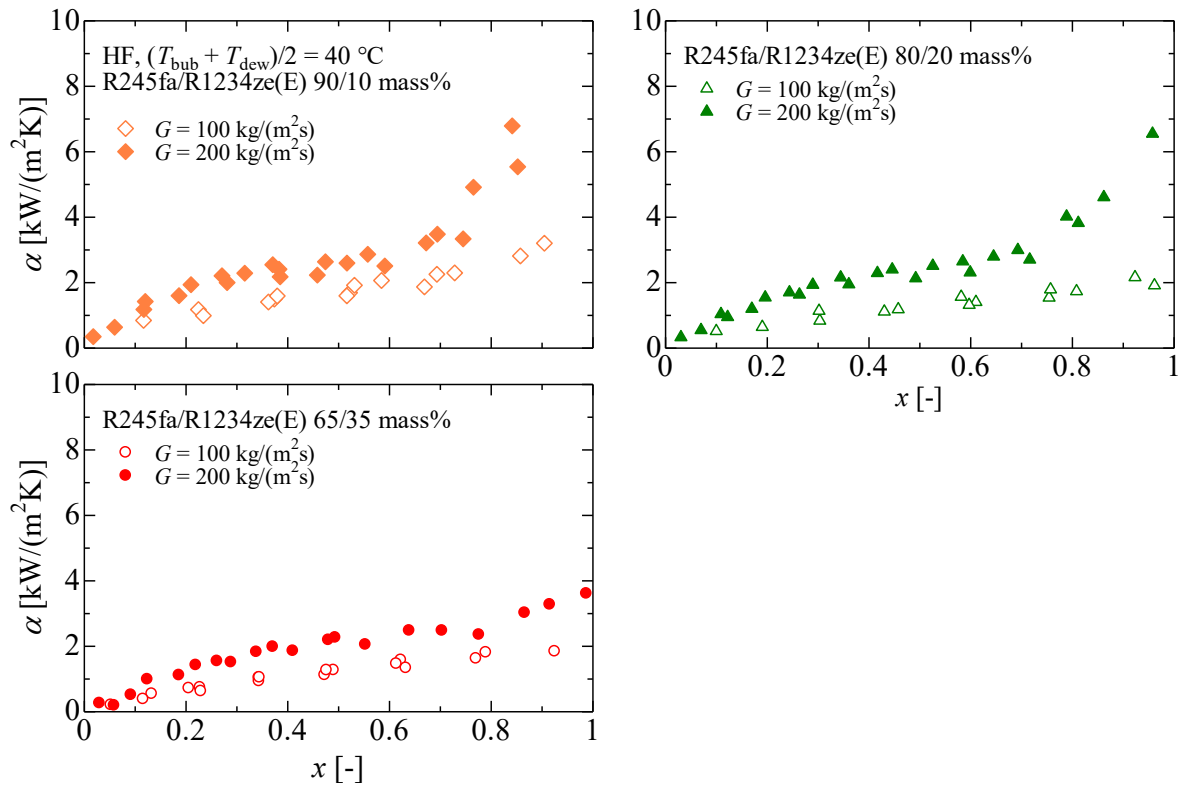 10
8
6
4
2
0
α [kW/(m²K)]
HF, (T_bub + T_dew)/2 = 40 °C
R245fa/R1234ze(E) 90/10 mass%
G = 100 kg/(m²s)
G = 200 kg/(m²s)
10
8
6
4
2
0
R245fa/R1234ze(E) 80/20 mass%
G = 100 kg/(m²s)
G = 200 kg/(m²s)
0 0.2 0.4 0.6 0.8 1
x [-]
10
8
6
4
2
0
α [kW/(m²K)]
R245fa/R1234ze(E) 65/35 mass%
G = 100 kg/(m²s)
G = 200 kg/(m²s)
0 0.2 0.4 0.6 0.8 1
x [-]